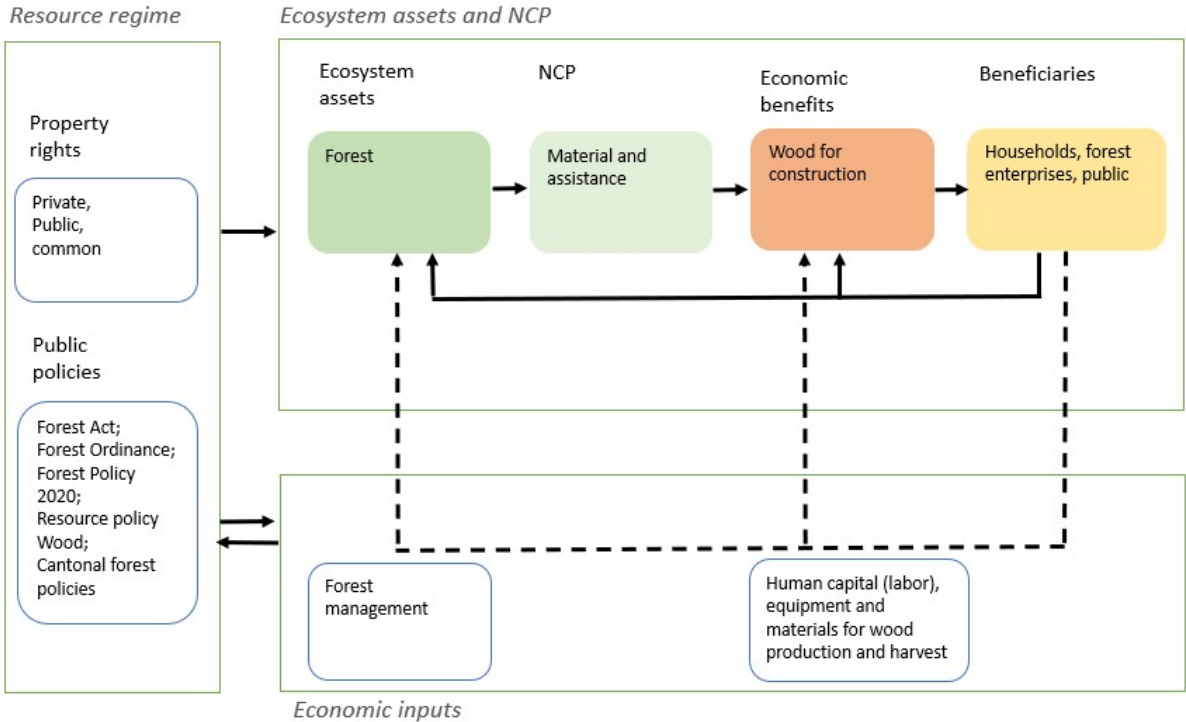 Resource regime
Property
rights
Private,
Public,
common
Public
policies
Forest Act;
Forest Ordinance;
Forest Policy
2020;
Resource policy
Wood;
Cantonal forest
policies
Ecosystem assets and NCP
Ecosystem
assets
Forest
NCP
Material and
assistance
Economic
benefits
Wood for
construction
Beneficiaries
Households, forest
enterprises, public
Forest
management
Human capital (labor),
equipment and
materials for wood
production and harvest
Economic inputs